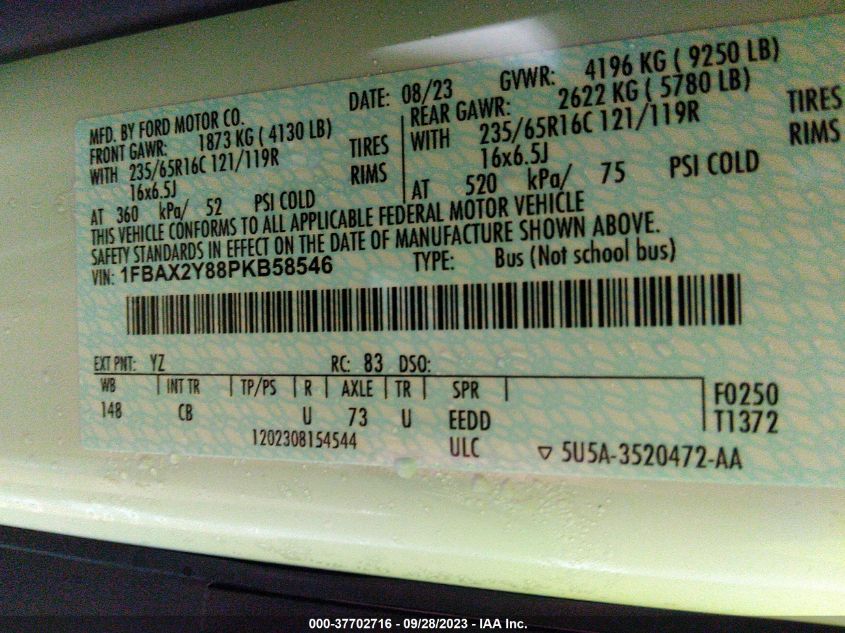 MFD. BY FORD MOTOR CO. DATE: 08/23 GVWR: 4196 KG ( 9250 LB)
FRONT GAWR: 1873 KG ( 4130 LB) REAR GAWR: 2622 KG ( 5780 LB)
WITH 235/65R16C 121/119R TIRES WITH 235/65R16C 121/119R TIRES
16x6.5J RIMS 16x6.5J RIMS
AT 360 kPa/ 52 PSI COLD AT 520 kPa/ 75 PSI COLD
THIS VEHICLE CONFORMS TO ALL APPLICABLE FEDERAL MOTOR VEHICLE
SAFETY STANDARDS IN EFFECT ON THE DATE OF MANUFACTURE SHOWN ABOVE.
VIN: 1FBAX2Y88PKB58546 TYPE: Bus (Not school bus)
EXT PNT: YZ RC: 83 DSO:
WB INT TR TP/PS R AXLE TR SPR F0250
148 CB U 73 U EEDD T1372
1202308154544 ULC ▽ 5U5A-3520472-AA
000-37702716 - 09/28/2023 - IAA Inc.